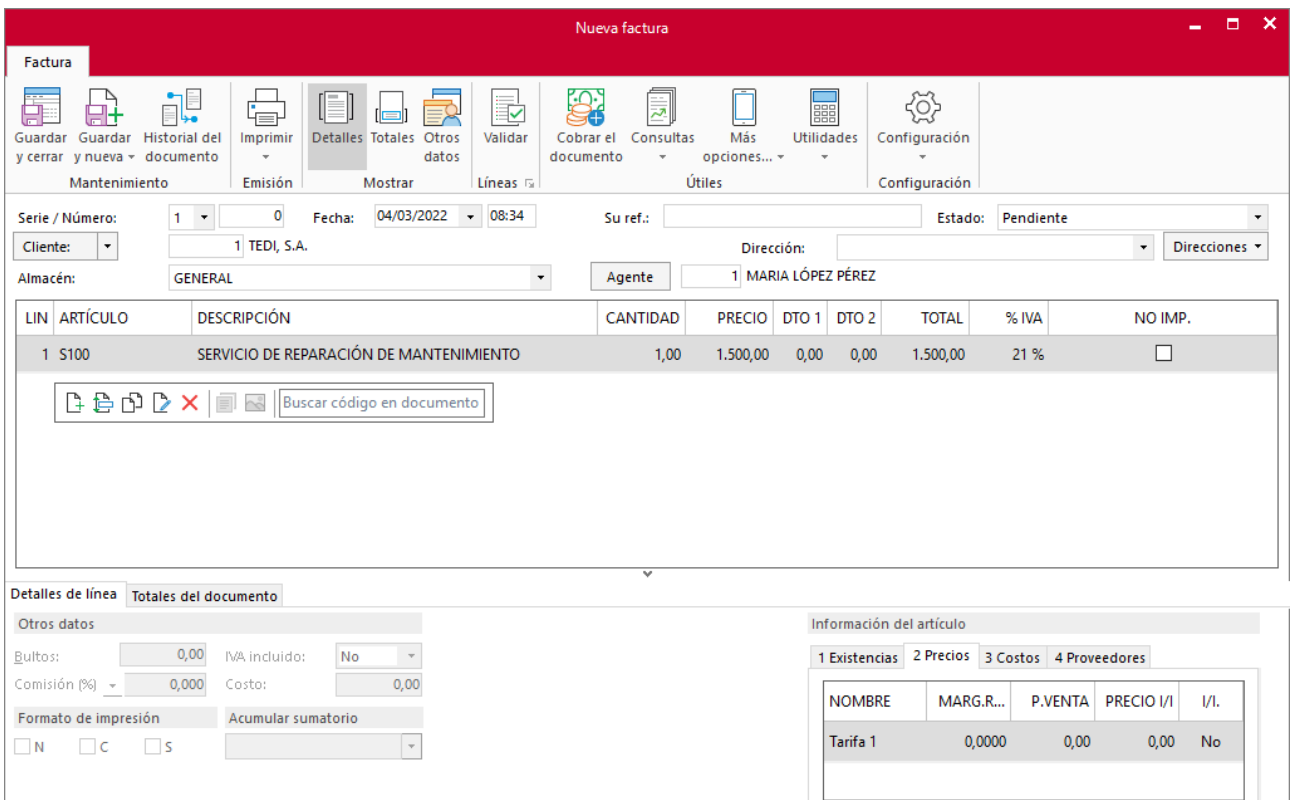 Nueva factura
Factura
Guardar y cerrar
Guardar y nueva
Historial del documento
Imprimir
Detalles
Totales
Otros datos
Validar
Cobrar el documento
Consultas
Más opciones...
Utilidades
Configuración
Mantenimiento
Emisión
Mostrar
Líneas
Útiles
Configuración
Serie / Número: 1 0 Fecha: 04/03/2022 08:34 Su ref.: Estado: Pendiente
Cliente: 1 TEDI, S.A. Dirección: Direcciones
Almacén: GENERAL Agente 1 MARIA LÓPEZ PÉREZ
LIN ARTÍCULO DESCRIPCIÓN CANTIDAD PRECIO DTO 1 DTO 2 TOTAL % IVA NO IMP.
1 S100 SERVICIO DE REPARACIÓN DE MANTENIMIENTO 1,00 1.500,00 0,00 0,00 1.500,00 21 %
Buscar código en documento
Detalles de línea Totales del documento
Otros datos
Bultos: 0,00 IVA incluido: No
Comisión (%) 0,000 Costo: 0,00
Formato de impresión Acumular sumatorio
N C S
Información del artículo
1 Existencias 2 Precios 3 Costos 4 Proveedores
NOMBRE MARG.R... P.VENTA PRECIO I/I I/I.
Tarifa 1 0,0000 0,00 0,00 No